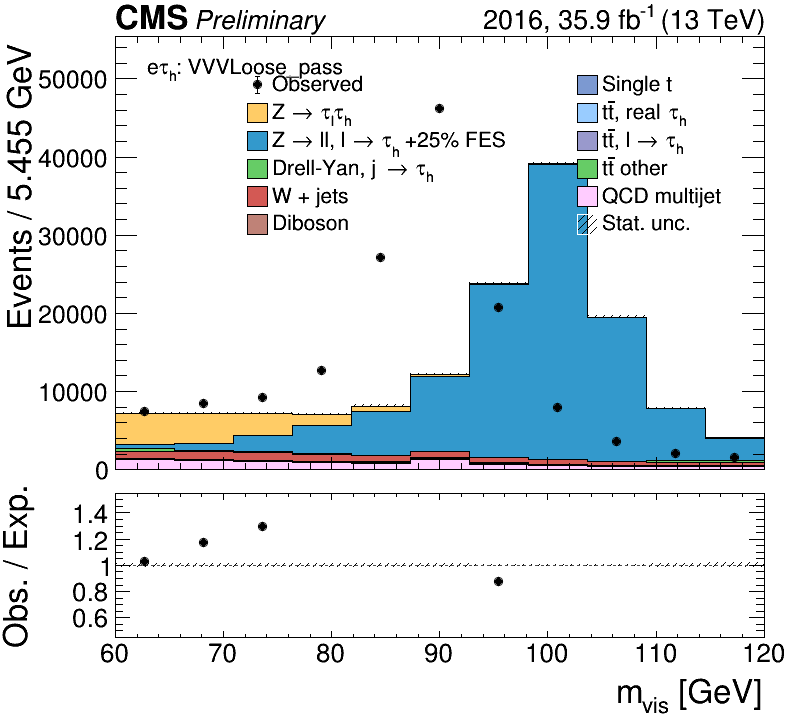 CMS Preliminary 2016, 35.9 fb⁻¹ (13 TeV)
Events / 5.455 GeV
50000
40000
30000
20000
10000
0
eτₕ: VVVLoose_pass
Observed
Z → τₗτₕ
Z → ll, l → τₕ +25% FES
Drell-Yan, j → τₕ
W + jets
Diboson
Single t
tt̄, real τₕ
tt̄, l → τₕ
tt̄ other
QCD multijet
Stat. unc.
Obs. / Exp.
1.4
1.2
1
0.8
0.6
60 70 80 90 100 110 120
m_vis [GeV]